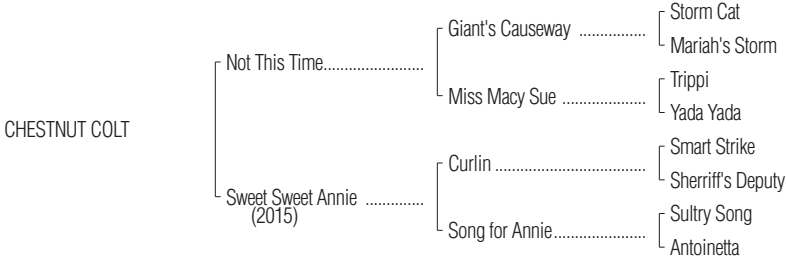 Storm Cat
Giant's Causeway ................
Mariah's Storm
Not This Time.......................
Trippi
Miss Macy Sue ....................
Yada Yada
CHESTNUT COLT
Smart Strike
Curlin ....................................
Sherriff's Deputy
Sweet Sweet Annie ..............
(2015)
Sultry Song
Song for Annie......................
Antoinetta